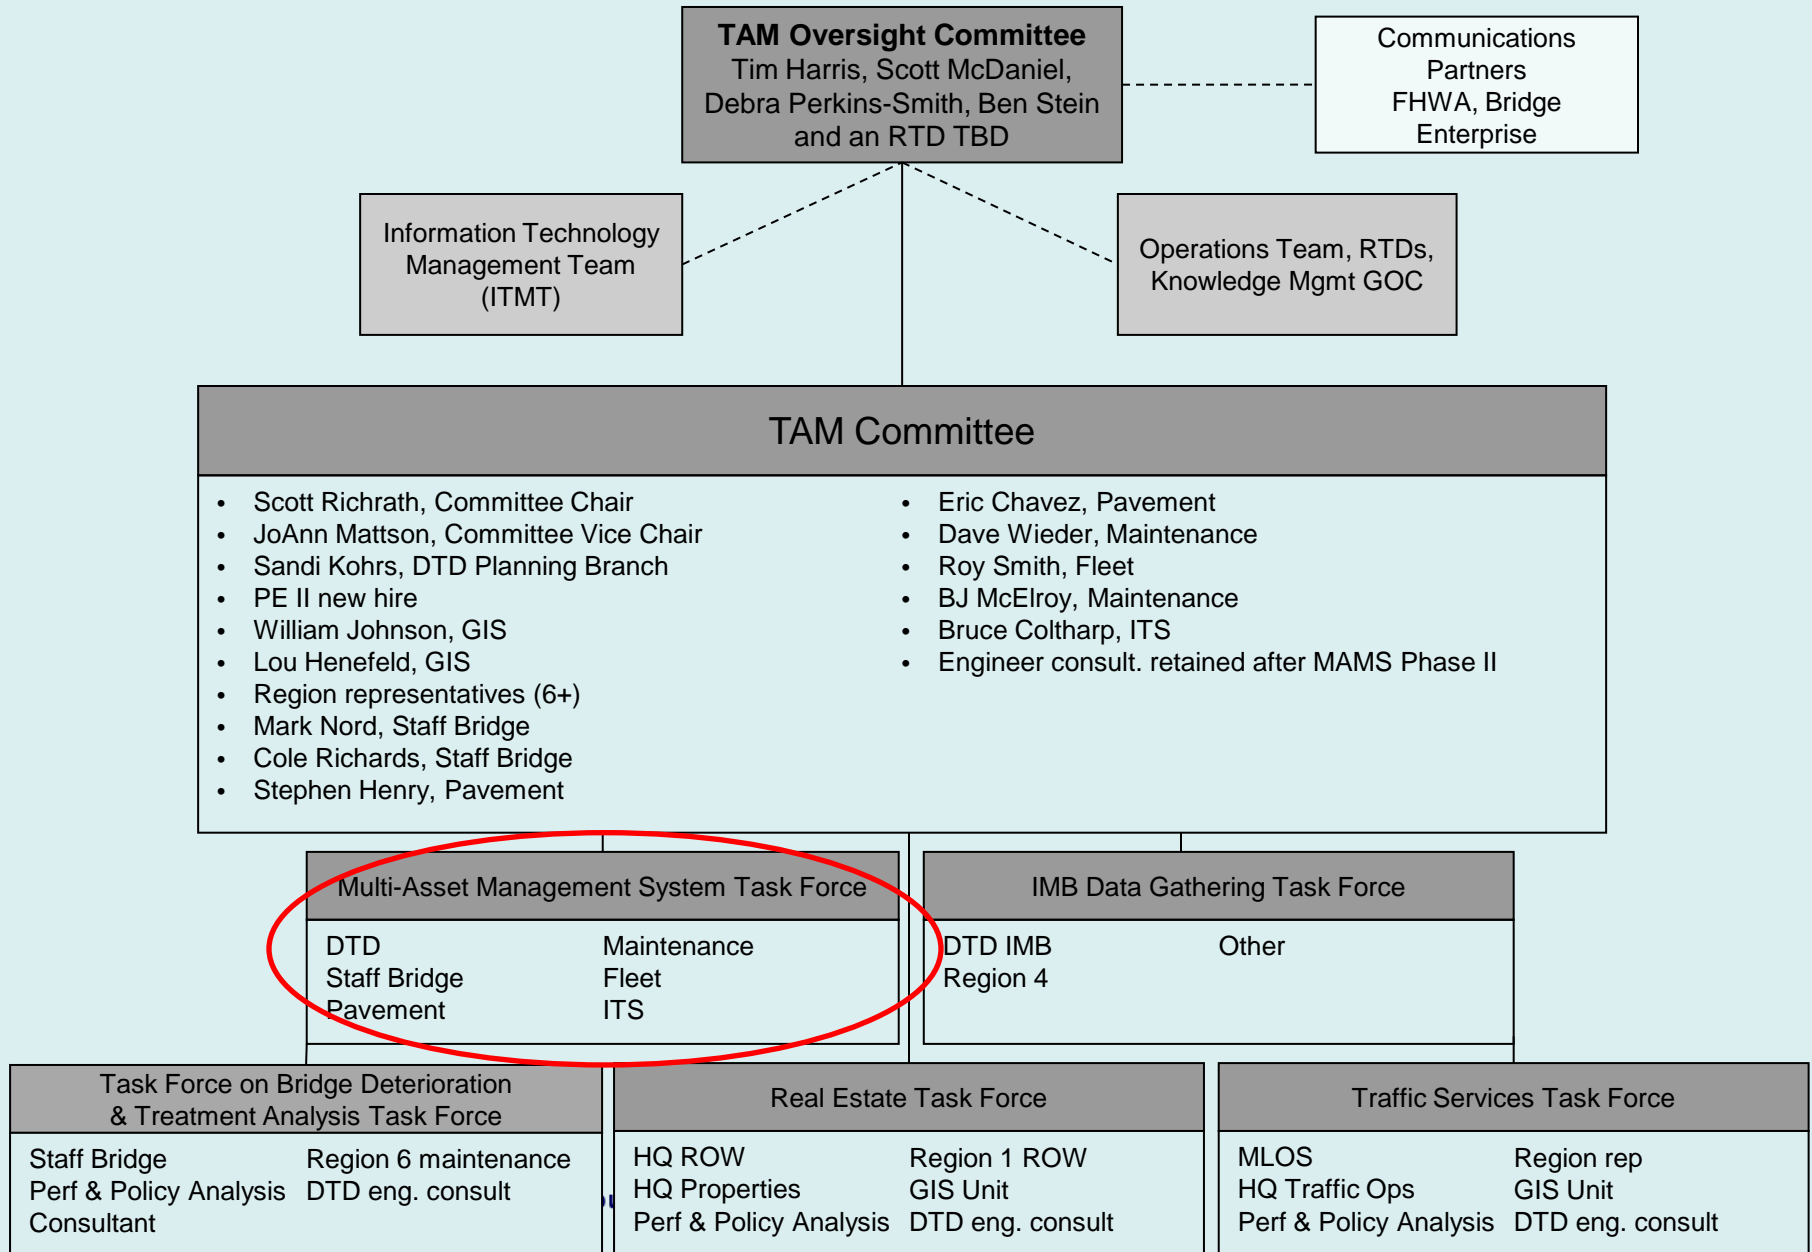 TAM Oversight Committee
Tim Harris, Scott McDaniel,
Debra Perkins-Smith, Ben Stein
and an RTD TBD
Communications
Partners
FHWA, Bridge
Enterprise
Information Technology
Management Team
(ITMT)
Operations Team, RTDs,
Knowledge Mgmt GOC
TAM Committee
• Scott Richrath, Committee Chair
• JoAnn Mattson, Committee Vice Chair
• Sandi Kohrs, DTD Planning Branch
• PE II new hire
• William Johnson, GIS
• Lou Henefeld, GIS
• Region representatives (6+)
• Mark Nord, Staff Bridge
• Cole Richards, Staff Bridge
• Stephen Henry, Pavement
• Eric Chavez, Pavement
• Dave Wieder, Maintenance
• Roy Smith, Fleet
• BJ McElroy, Maintenance
• Bruce Coltharp, ITS
• Engineer consult. retained after MAMS Phase II
Multi-Asset Management System Task Force
DTD
Staff Bridge
Pavement
Maintenance
Fleet
ITS
IMB Data Gathering Task Force
DTD IMB
Region 4
Other
Task Force on Bridge Deterioration
& Treatment Analysis Task Force
Staff Bridge
Perf & Policy Analysis
Consultant
Region 6 maintenance
DTD eng. consult
Real Estate Task Force
HQ ROW
HQ Properties
Perf & Policy Analysis
Region 1 ROW
GIS Unit
DTD eng. consult
Traffic Services Task Force
MLOS
HQ Traffic Ops
Perf & Policy Analysis
Region rep
GIS Unit
DTD eng. consult